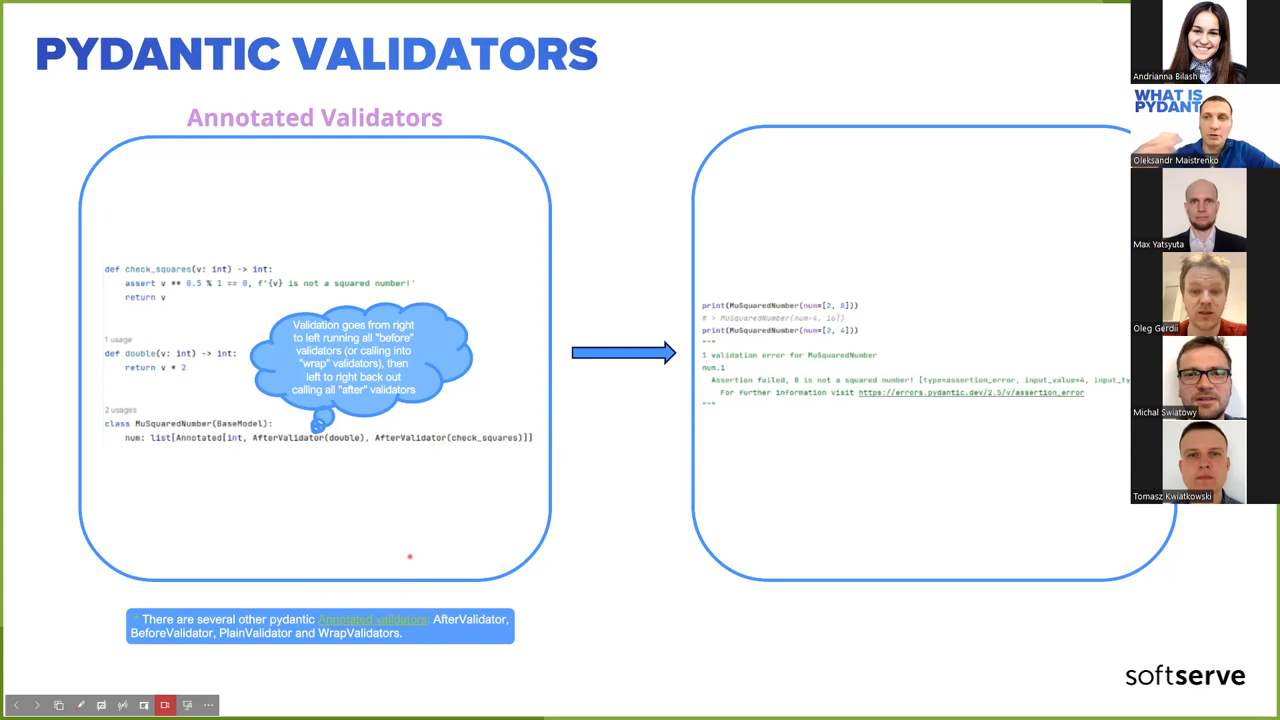 PYDANTIC VALIDATORS
Annotated Validators
def check_squares(v: int) -> int:
assert v ** 0.5 % 1 == 0, f'{v} is not a squared number!'
return v
1 usage
def double(v: int) -> int:
return v * 2
2 usages
class MuSquaredNumber(BaseModel):
num: list[Annotated[int, AfterValidator(double), AfterValidator(check_squares)]]
Validation goes from right
to left running all "before"
validators (or calling into
"wrap" validators), then
left to right back out
calling all "after" validators
print(MuSquaredNumber(num=[2, 8]))
# > MuSquaredNumber(num=4, 16])
print(MuSquaredNumber(num=[2, 4]))
"""
1 validation error for MuSquaredNumber
num.1
Assertion failed, 8 is not a squared number! [type=assertion_error, input_value=4, input_ty
For further information visit https://errors.pydantic.dev/2.5/v/assertion_error
"""
* There are several other pydantic Annotated validators: AfterValidator,
BeforeValidator, PlainValidator and WrapValidators.
softserve
Andrianna Bilash
WHAT IS
PYDANT
Oleksandr Maistrenko
Max Yatsyuta
Oleg Gerdii
Michal Swiatowy
Tomasz Kwiatkowski